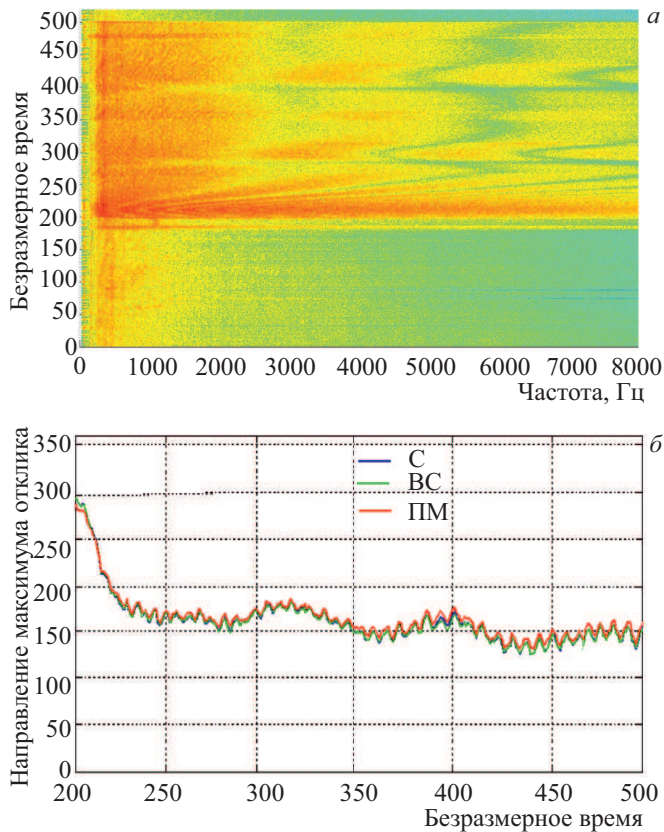 а
Безразмерное время
500
450
400
350
300
250
200
150
100
50
0
0 1000 2000 3000 4000 5000 6000 7000 8000
Частота, Гц
б
Направление максимума отклика
350
300
250
200
150
100
50
0
С
ВС
ПМ
200 250 300 350 400 450 500
Безразмерное время